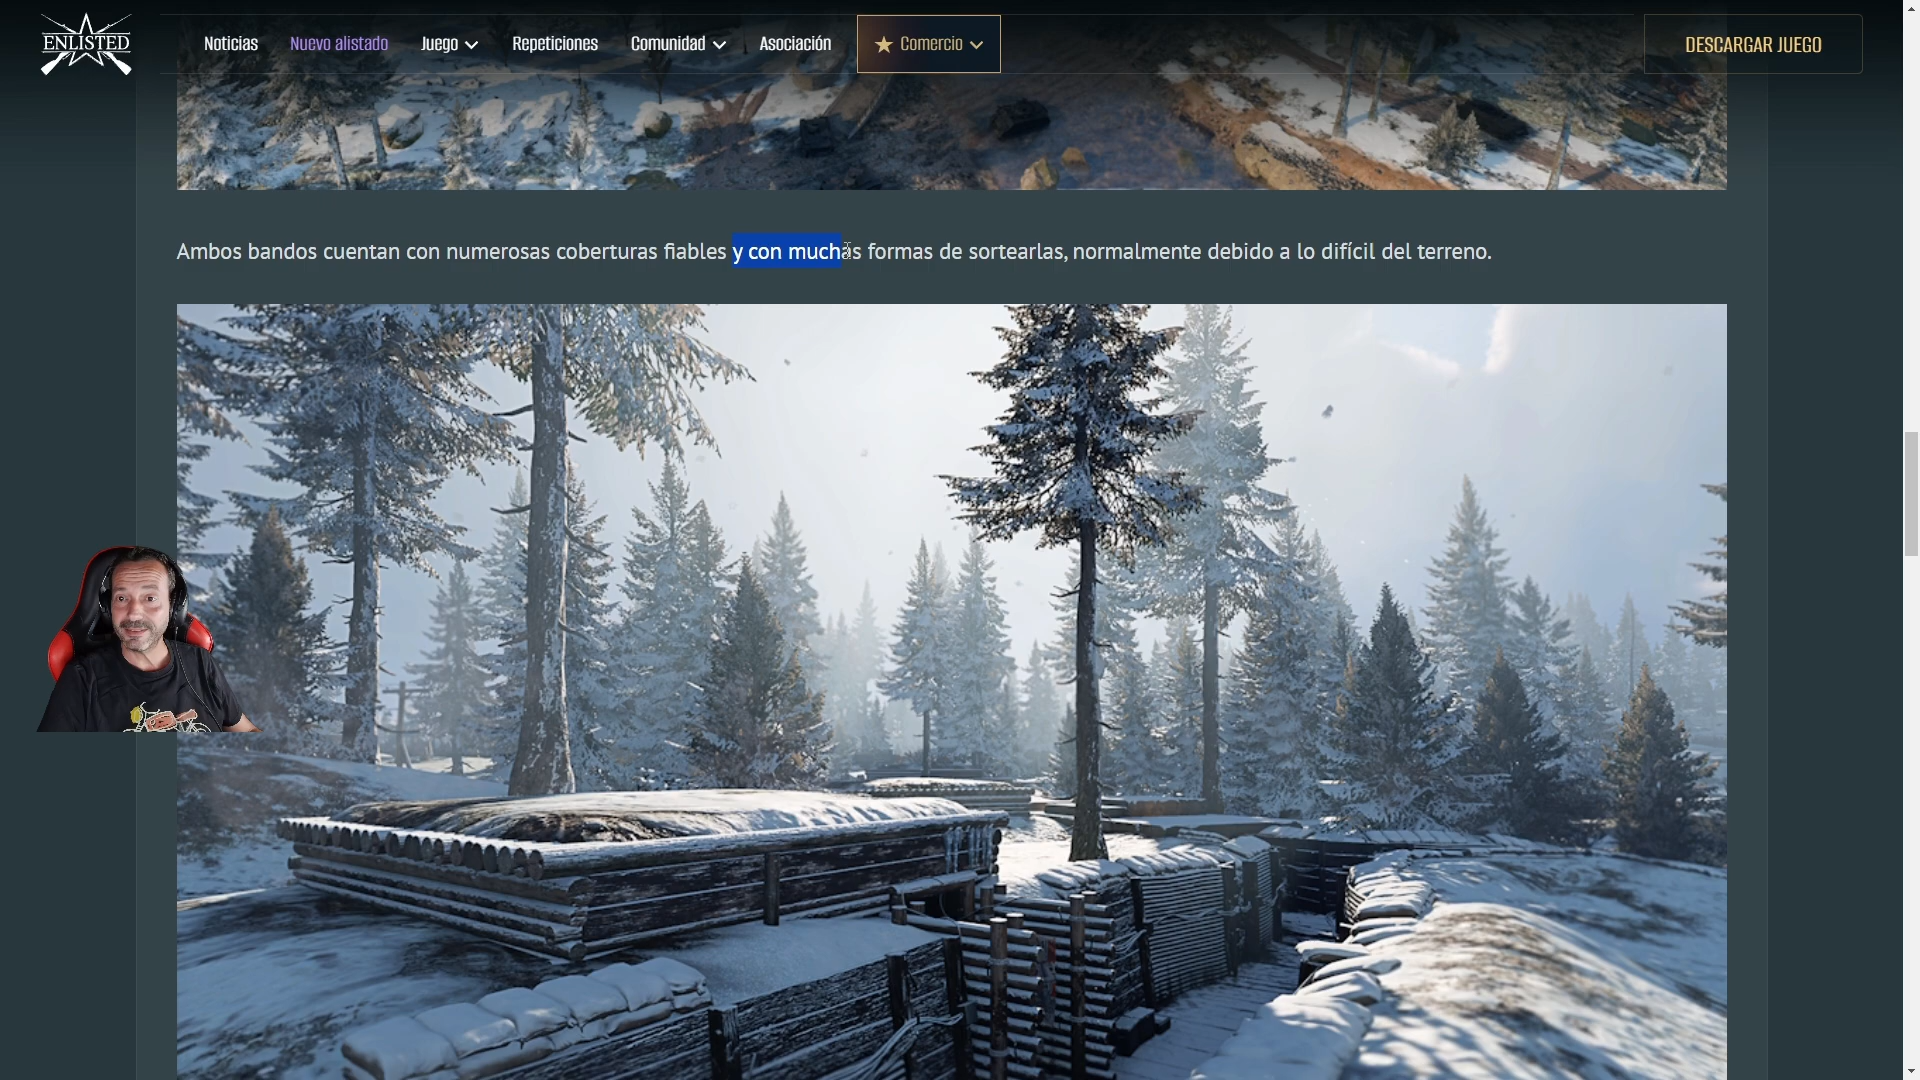 ENLISTED
Noticias
Nuevo alistado
Juego
Repeticiones
Comunidad
Asociación
Comercio
DESCARGAR JUEGO
Ambos bandos cuentan con numerosas coberturas fiables y con muchas formas de sortearlas, normalmente debido a lo difícil del terreno.